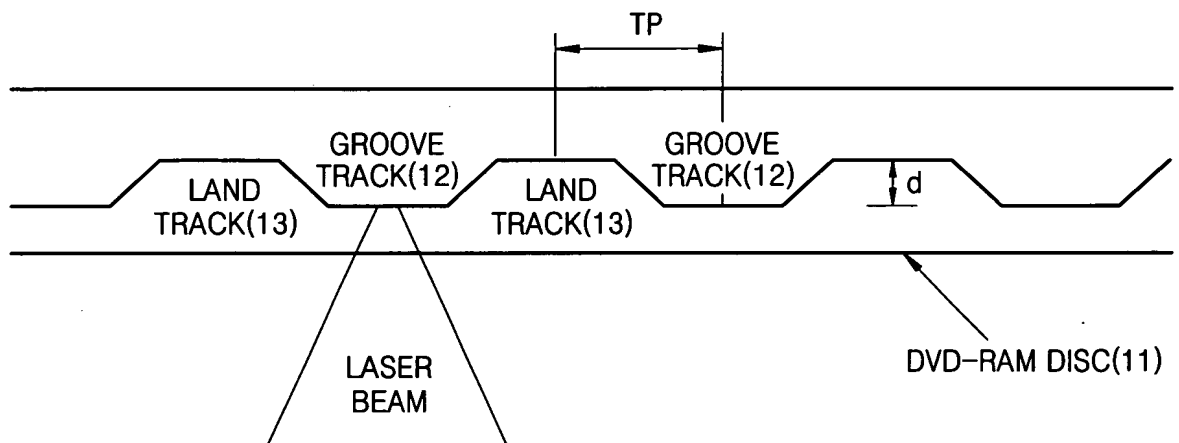 TP
GROOVE
TRACK(12)
GROOVE
TRACK(12)
LAND
TRACK(13)
LAND
TRACK(13)
d
LASER
BEAM
DVD-RAM DISC(11)